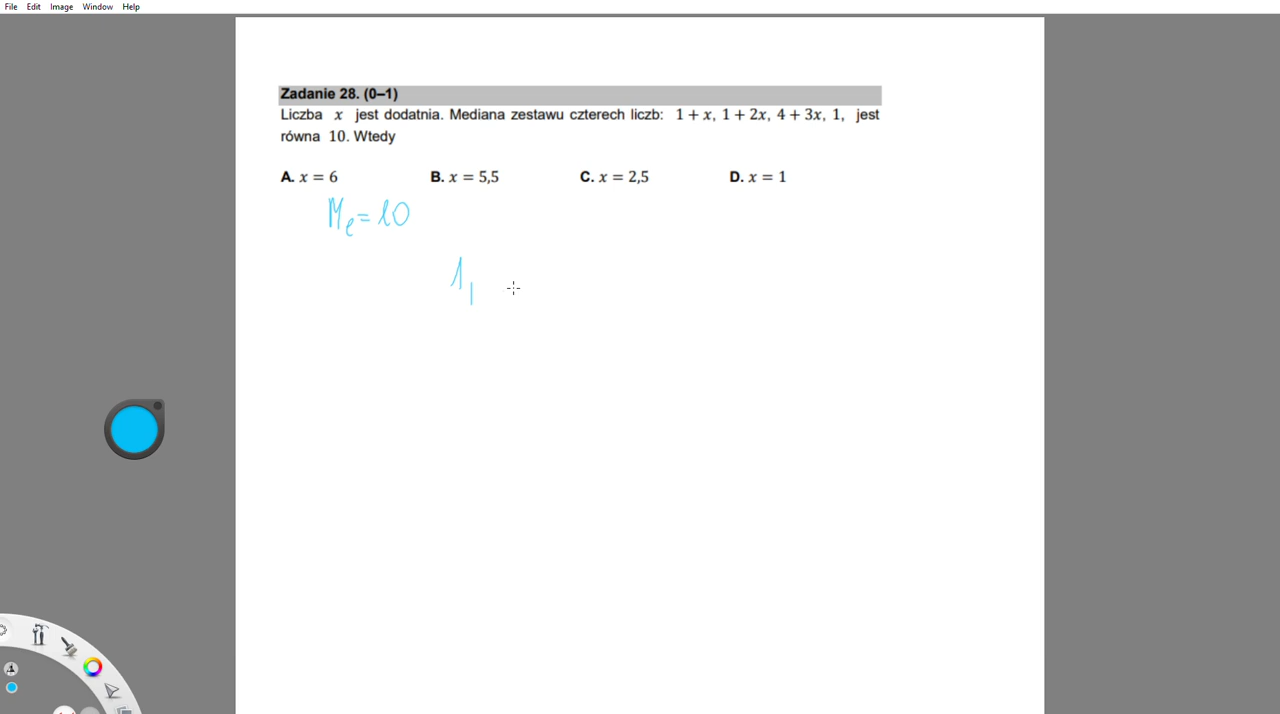 File Edit Image Window Help
Zadanie 28. (0–1)
Liczba x jest dodatnia. Mediana zestawu czterech liczb: 1 + x, 1 + 2x, 4 + 3x, 1, jest
równa 10. Wtedy
A. x = 6 B. x = 5,5 C. x = 2,5 D. x = 1
Me = 10
1,